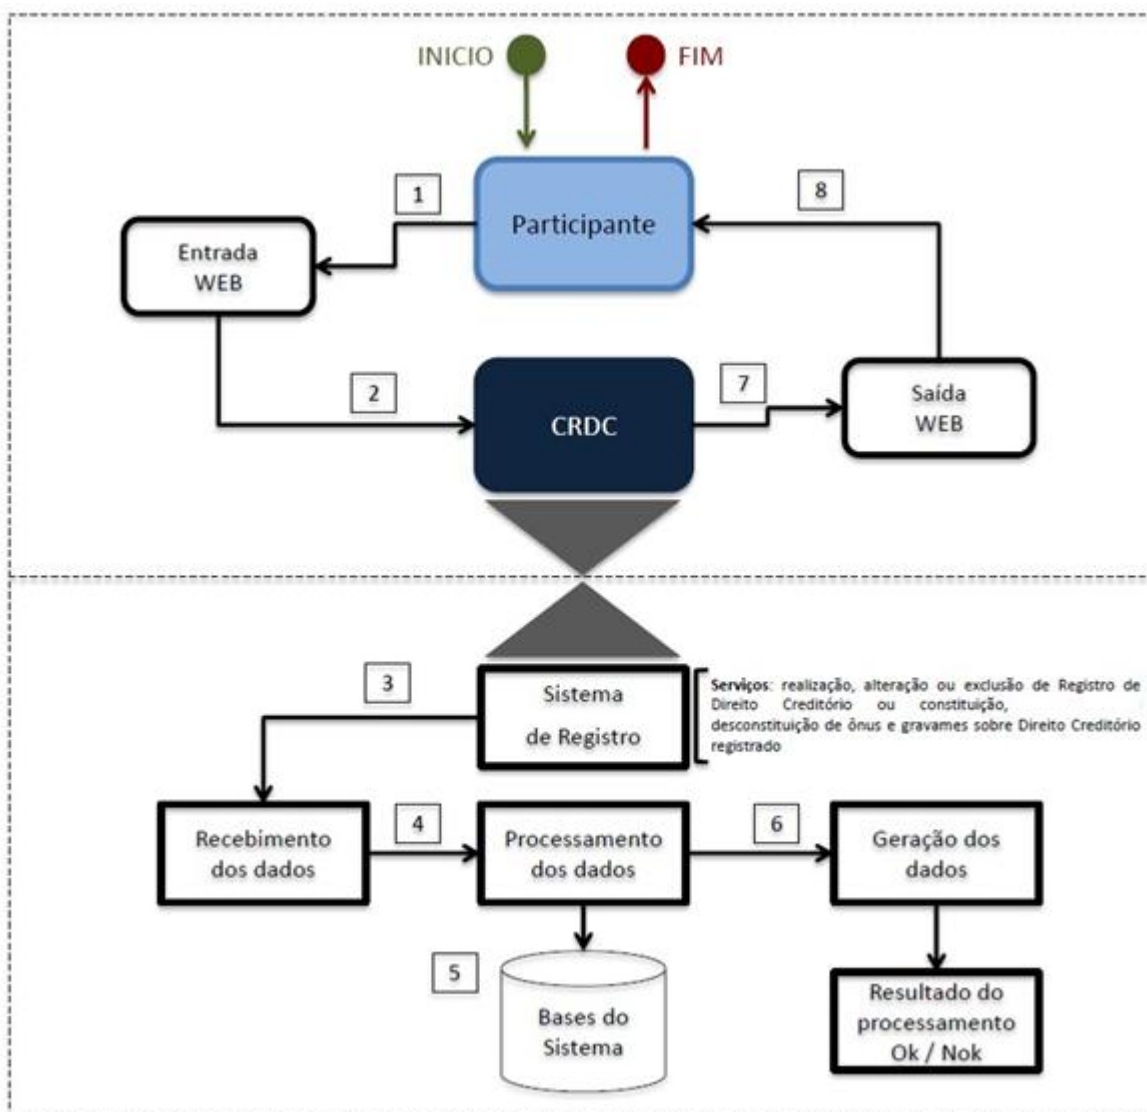 INICIO
FIM
1
Participante
8
Entrada
WEB
2
CRDC
7
Saída
WEB
3
Sistema
de Registro
Serviços: realização, alteração ou exclusão de Registro de
Direito Creditório ou constituição,
desconstituição de ônus e gravames sobre Direito Creditório
registrado
Recebimento
dos dados
4
Processamento
dos dados
6
Geração dos
dados
5
Bases do
Sistema
Resultado do
processamento
Ok / Nok